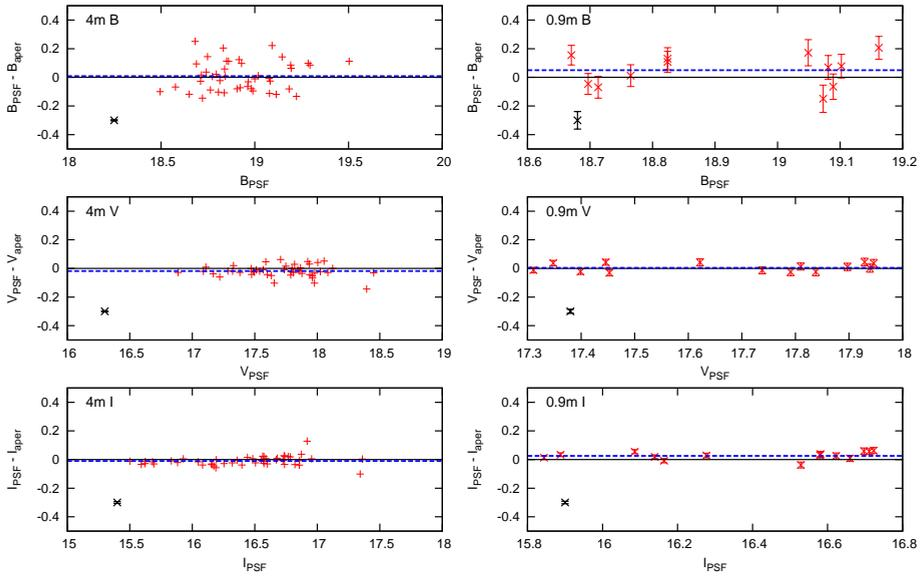 4m B
B_PSF - B_aper
0.4
0.2
0
-0.2
-0.4
18 18.5 19 19.5 20
B_PSF
0.9m B
B_PSF - B_aper
0.4
0.2
0
-0.2
-0.4
18.6 18.7 18.8 18.9 19 19.1 19.2
B_PSF
4m V
V_PSF - V_aper
0.4
0.2
0
-0.2
-0.4
16 16.5 17 17.5 18 18.5 19
V_PSF
0.9m V
V_PSF - V_aper
0.4
0.2
0
-0.2
-0.4
17.3 17.4 17.5 17.6 17.7 17.8 17.9 18
V_PSF
4m I
I_PSF - I_aper
0.4
0.2
0
-0.2
-0.4
15 15.5 16 16.5 17 17.5 18
I_PSF
0.9m I
I_PSF - I_aper
0.4
0.2
0
-0.2
-0.4
15.8 16 16.2 16.4 16.6 16.8
I_PSF